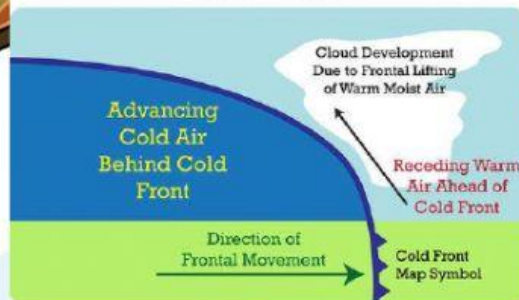 Cloud Development
Due to Frontal Lifting
of Warm Moist Air
Advancing
Cold Air
Behind Cold
Front
Receding Warm
Air Ahead of
Cold Front
Direction of
Frontal Movement
Cold Front
Map Symbol